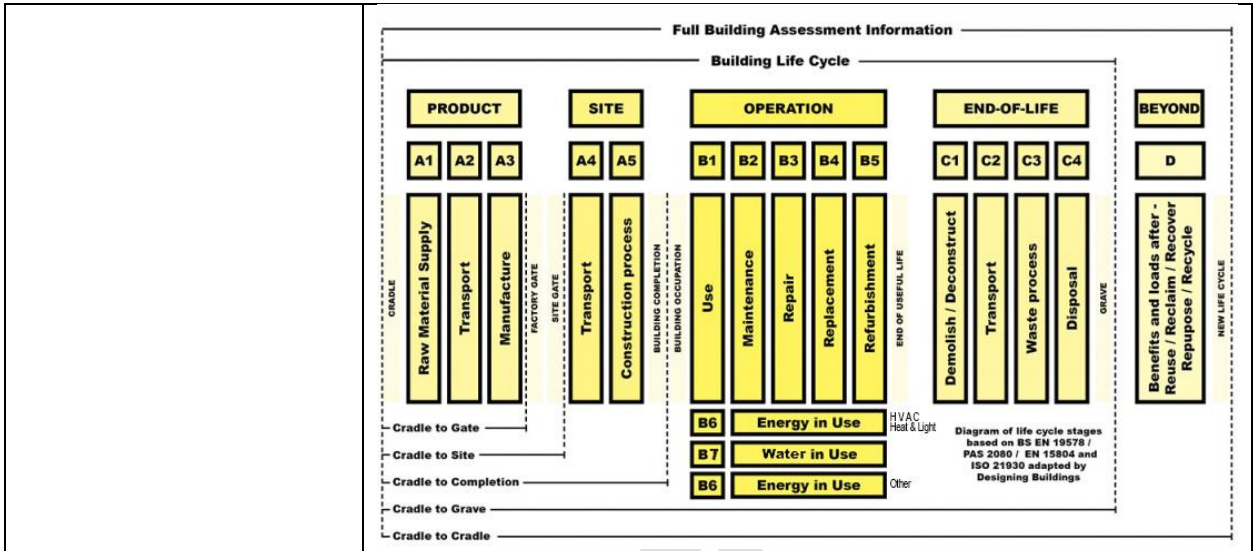 Full Building Assessment Information
Building Life Cycle
PRODUCT
SITE
OPERATION
END-OF-LIFE
BEYOND
A1
A2
A3
A4
A5
B1
B2
B3
B4
B5
C1
C2
C3
C4
D
CRADLE
Raw Material Supply
Transport
Manufacture
FACTORY GATE
SITE GATE
Transport
Construction process
BUILDING COMPLETION
BUILDING OCCUPATION
Use
Maintenance
Repair
Replacement
Refurbishment
END OF USEFUL LIFE
Demolish / Deconstruct
Transport
Waste process
Disposal
GRAVE
Benefits and loads after -
Reuse / Reclaim / Recover
Repupose / Recycle
NEW LIFE CYCLE
Cradle to Gate
Cradle to Site
Cradle to Completion
Cradle to Grave
Cradle to Cradle
B6
Energy in Use
HVAC
Heat & Light
B7
Water in Use
B6
Energy in Use
Other
Diagram of life cycle stages
based on BS EN 19578 /
PAS 2080 / EN 15804 and
ISO 21930 adapted by
Designing Buildings